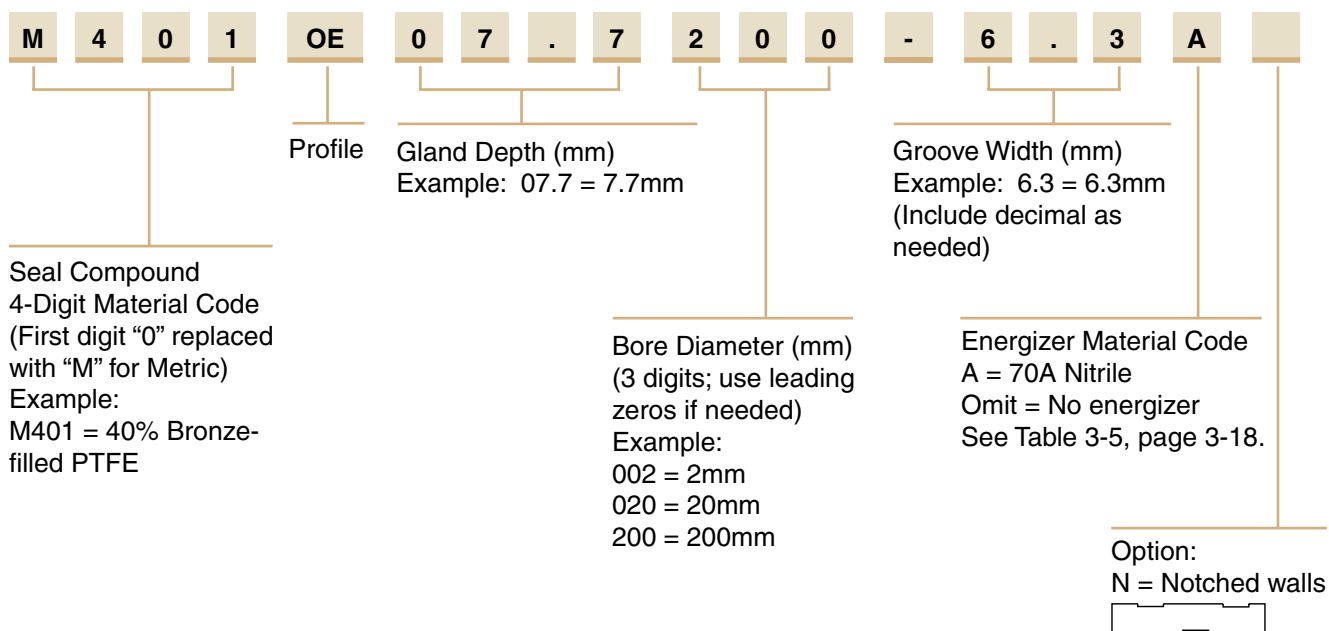 M 4 0 1 OE 0 7 . 7 2 0 0 - 6 . 3 A
Profile
Gland Depth (mm)
Example: 07.7 = 7.7mm
Groove Width (mm)
Example: 6.3 = 6.3mm
(Include decimal as
needed)
Seal Compound
4-Digit Material Code
(First digit “0” replaced
with “M” for Metric)
Example:
M401 = 40% Bronze-
filled PTFE
Bore Diameter (mm)
(3 digits; use leading
zeros if needed)
Example:
002 = 2mm
020 = 20mm
200 = 200mm
Energizer Material Code
A = 70A Nitrile
Omit = No energizer
See Table 3-5, page 3-18.
Option:
N = Notched walls